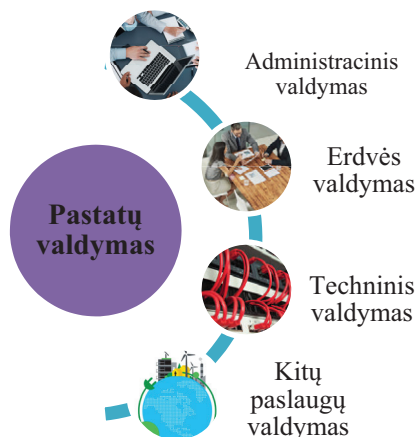 Administracinis
valdymas
Erdvės
valdymas
Pastatų
valdymas
Techninis
valdymas
Kitų
paslaugų
valdymas